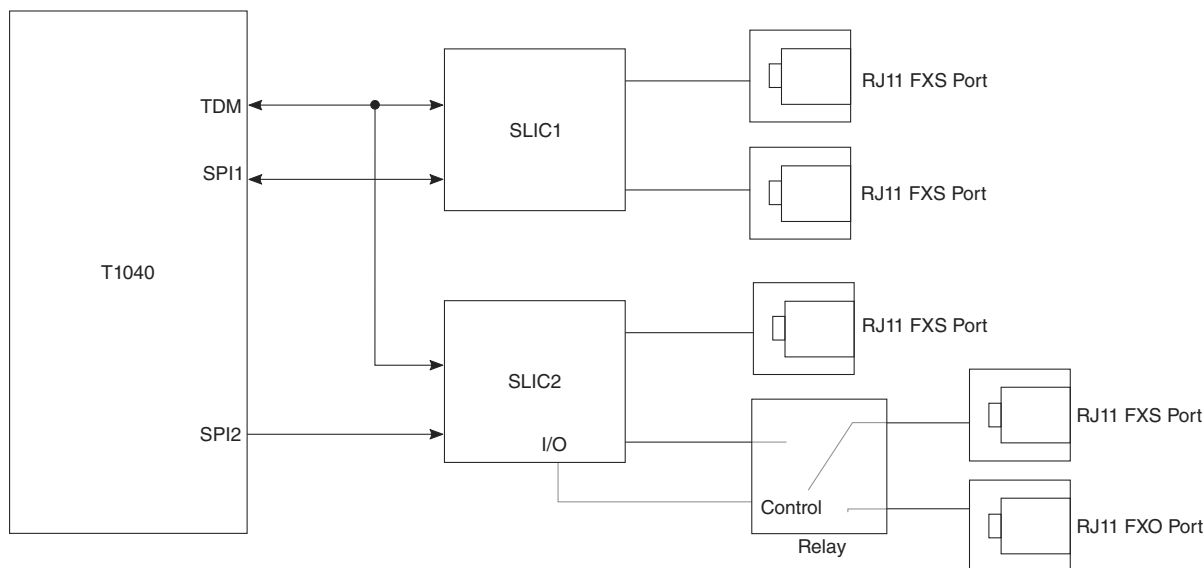 RJ11 FXS Port
TDM
SLIC1
SPI1
RJ11 FXS Port
T1040
RJ11 FXS Port
SLIC2
RJ11 FXS Port
SPI2
I/O
Control
RJ11 FXO Port
Relay